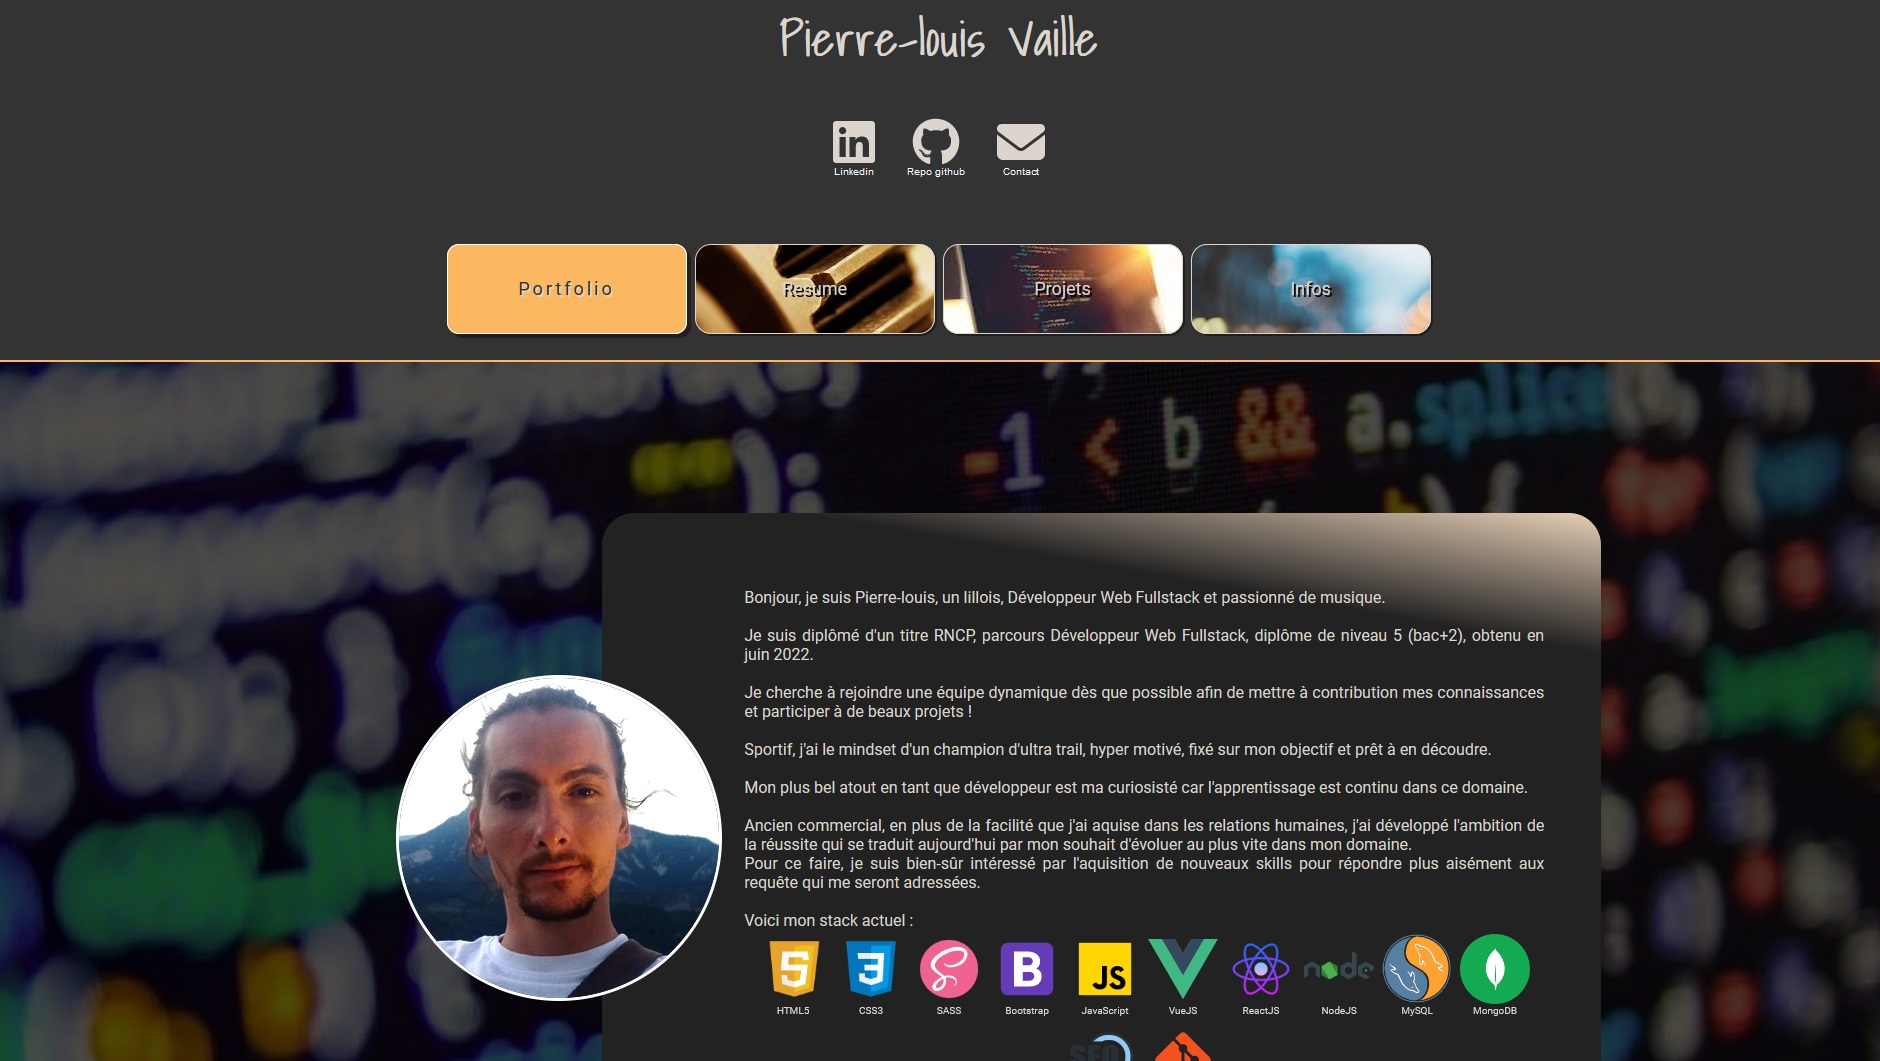 Pierre-louis Vaille
in
Linkedin
Repo github
Contact
Portfolio
Resume
Projets
Infos
-1 < b && a.splice
);
Bonjour, je suis Pierre-louis, un lillois, Développeur Web Fullstack et passionné de musique.
Je suis diplômé d'un titre RNCP, parcours Développeur Web Fullstack, diplôme de niveau 5 (bac+2), obtenu en
juin 2022.
Je cherche à rejoindre une équipe dynamique dès que possible afin de mettre à contribution mes connaissances
et participer à de beaux projets !
Sportif, j'ai le mindset d'un champion d'ultra trail, hyper motivé, fixé sur mon objectif et prêt à en découdre.
Mon plus bel atout en tant que développeur est ma curiosisté car l'apprentissage est continu dans ce domaine.
Ancien commercial, en plus de la facilité que j'ai aquise dans les relations humaines, j'ai développé l'ambition de
la réussite qui se traduit aujourd'hui par mon souhait d'évoluer au plus vite dans mon domaine.
Pour ce faire, je suis bien-sûr intéressé par l'aquisition de nouveaux skills pour répondre plus aisément aux
requête qui me seront adressées.
Voici mon stack actuel :
5
3
B
JS
node
HTML5
CSS3
SASS
Bootstrap
JavaScript
VueJS
ReactJS
NodeJS
MySQL
MongoDB
SEO